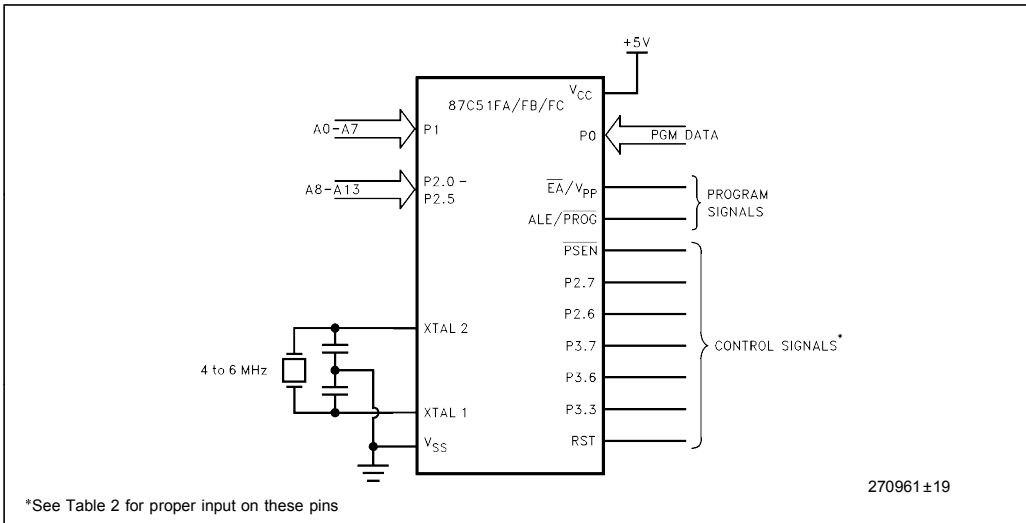 +5V
VCC
87C51FA/FB/FC
A0-A7
P1
P0
PGM DATA
A8-A13
P2.0-
P2.5
EA/VPP
PROGRAM
SIGNALS
ALE/PROG
PSEN
P2.7
P2.6
XTAL 2
P3.7
CONTROL SIGNALS*
4 to 6 MHz
P3.6
P3.3
XTAL 1
RST
VSS
270961±19
*See Table 2 for proper input on these pins